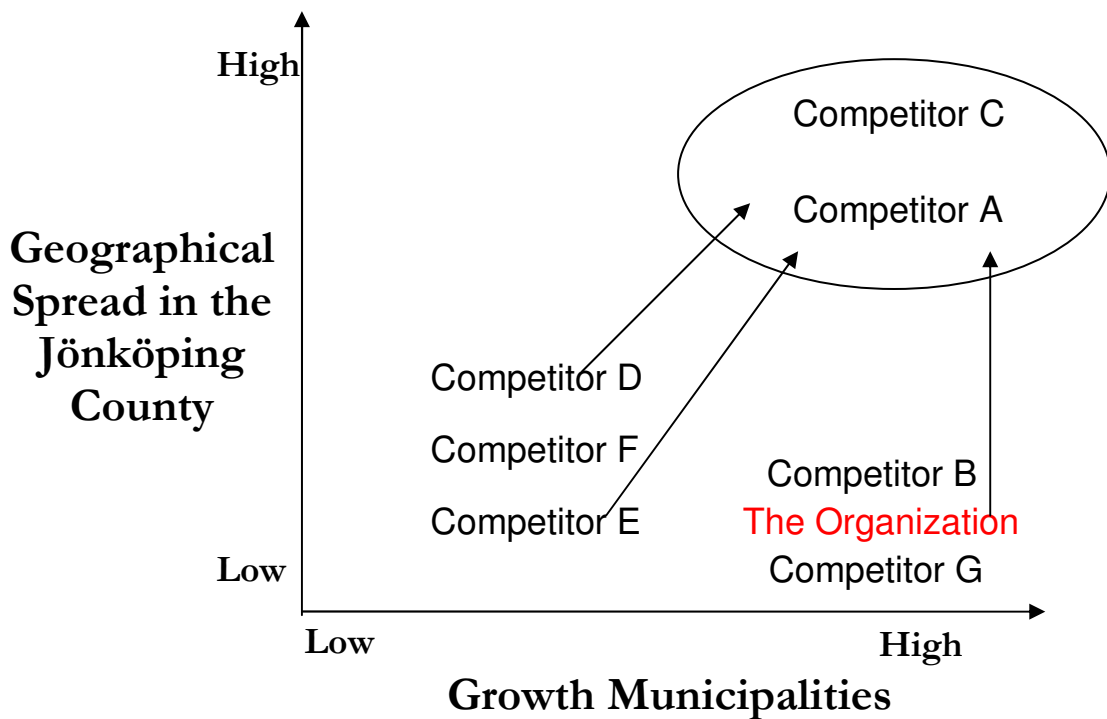 High
Competitor C
Competitor A
Geographical
Spread in the
Jönköping
County
Competitor D
Competitor F
Competitor B
Competitor E
The Organization
Low
Competitor G
Low
High
Growth Municipalities